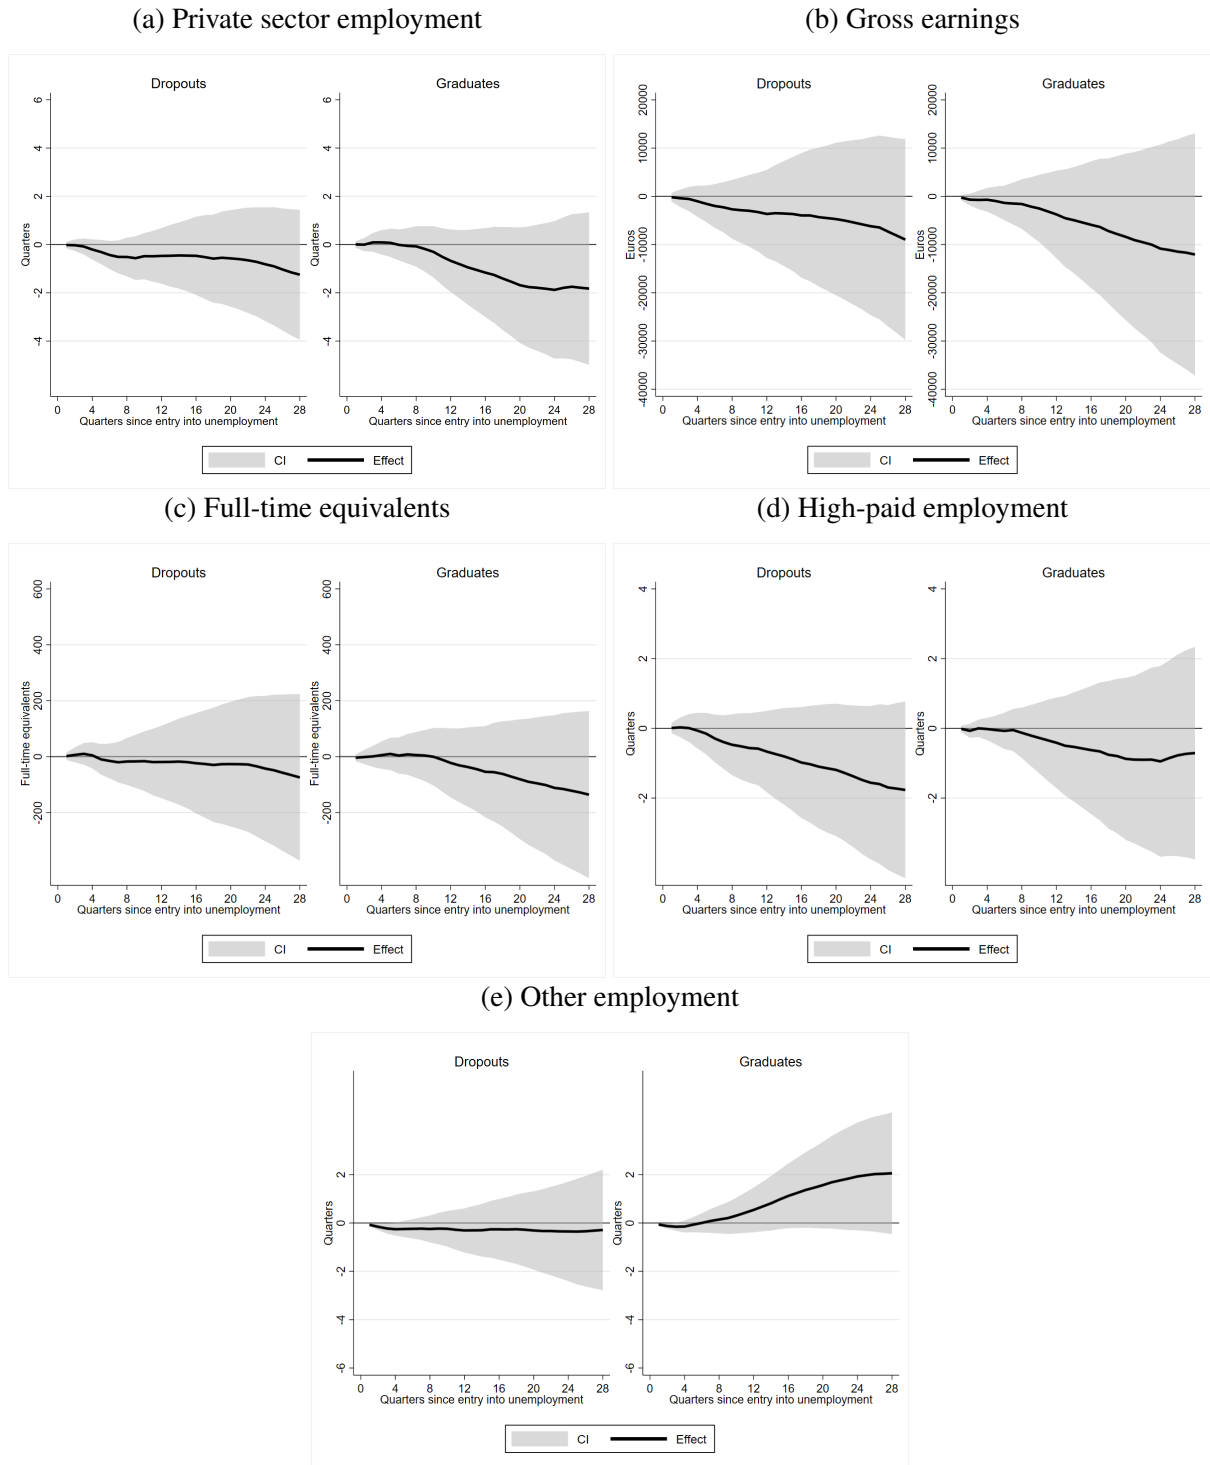 (a) Private sector employment
Dropouts
Graduates
Quarters
6
4
2
0
-2
-4
0 4 8 12 16 20 24 28
Quarters since entry into unemployment
Quarters
6
4
2
0
-2
-4
0 4 8 12 16 20 24 28
Quarters since entry into unemployment
CI Effect
(b) Gross earnings
Dropouts
Graduates
Euros
20000
10000
0
-10000
-20000
-30000
-40000
0 4 8 12 16 20 24 28
Quarters since entry into unemployment
Euros
20000
10000
0
-10000
-20000
-30000
-40000
0 4 8 12 16 20 24 28
Quarters since entry into unemployment
CI Effect
(c) Full-time equivalents
Dropouts
Graduates
Full-time equivalents
600
400
200
0
-200
0 4 8 12 16 20 24 28
Quarters since entry into unemployment
Full-time equivalents
600
400
200
0
-200
0 4 8 12 16 20 24 28
Quarters since entry into unemployment
CI Effect
(d) High-paid employment
Dropouts
Graduates
Quarters
4
2
0
-2
0 4 8 12 16 20 24 28
Quarters since entry into unemployment
Quarters
4
2
0
-2
0 4 8 12 16 20 24 28
Quarters since entry into unemployment
CI Effect
(e) Other employment
Dropouts
Graduates
Quarters
2
0
-2
-4
-6
0 4 8 12 16 20 24 28
Quarters since entry into unemployment
Quarters
2
0
-2
-4
-6
0 4 8 12 16 20 24 28
Quarters since entry into unemployment
CI Effect